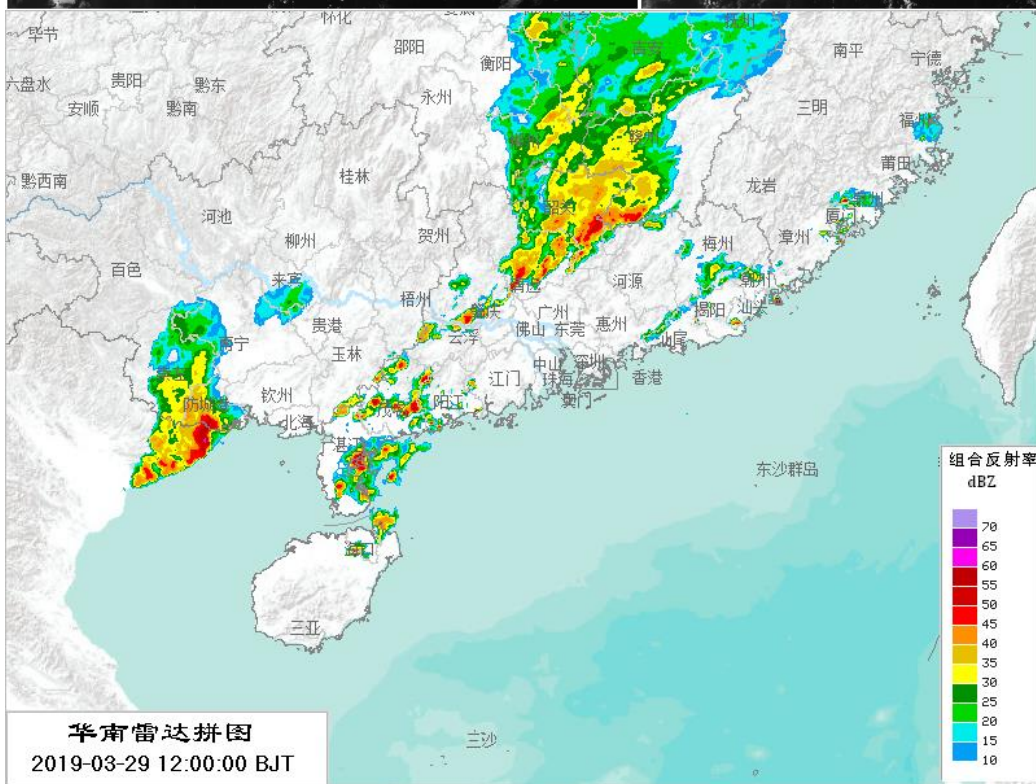 怀化
毕节
邵阳
衡阳
抚州
吉安
南平
宁德
六盘水
贵阳
黔东
安顺
黔南
永州
三明
福州
赣州
莆田
黔西南
桂林
龙岩
韶关
河池
厦门
柳州
贺州
梅州
漳州
百色
来宾
河源
潮州
梧州
清远
揭阳
汕头
贵港
肇庆
广州
南宁
云浮
佛山
东莞
惠州
汕尾
玉林
中山
深圳
崇左
江门
珠海
香港
钦州
防城港
阳江
澳门
茂名
北海
湛江
组合反射率
dBZ
东沙群岛
70
65
60
55
50
45
40
35
30
25
20
15
10
海口
三亚
三沙
华南雷达拼图
2019-03-29 12:00:00 BJT